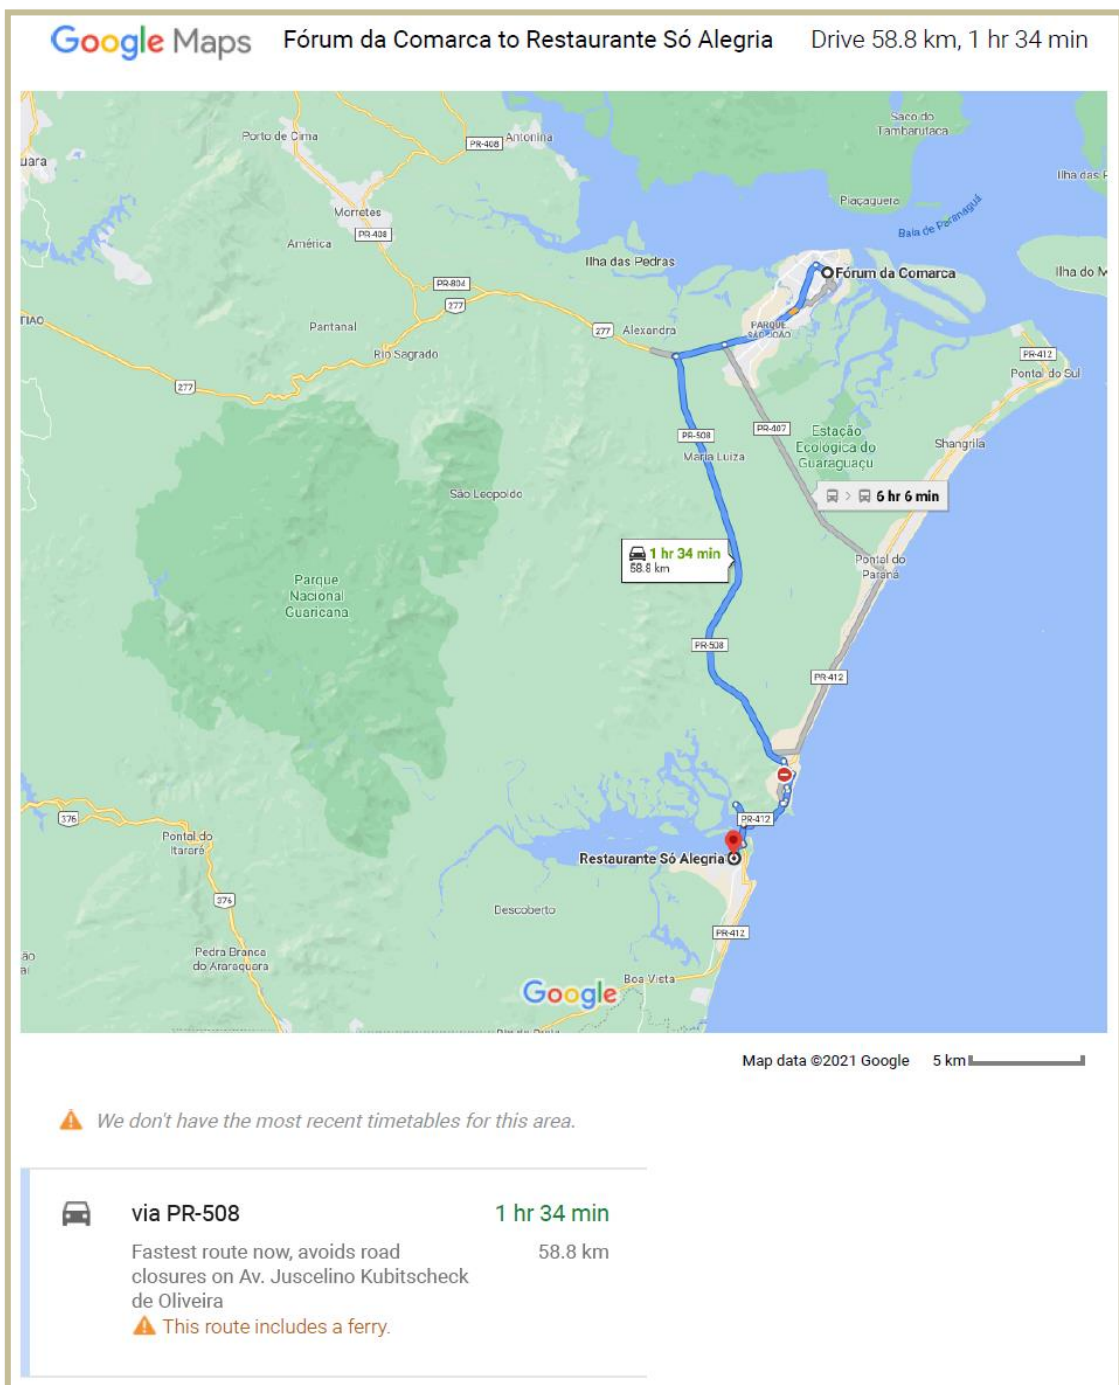 Google Maps Fórum da Comarca to Restaurante Só Alegria Drive 58.8 km, 1 hr 34 min
Saco do
Tambarutaca
Porto de Cima
PR-408
Antonina
Ilha das
Piaçaguera
Baia de Paranaguá
Morretes
PR-408
América
Ilha das Pedras
Fórum da Comarca
Ilha do M
PR-804
277
Pantanal
277
Alexandra
PARQUE
SÃO JOÃO
PR-412
Rio Sagrado
Pontal do Sul
277
PR-508
PR-407
Estação
Ecológica do
Guaraguaçu
Shangrila
Maria Luiza
São Leopoldo
6 hr 6 min
1 hr 34 min
58.8 km
Pontal do
Paraná
Parque
Nacional
Guaricana
PR-508
PR-412
376
PR-412
Pontal do
Itararé
Restaurante Só Alegria
376
Descoberto
PR-412
Pedra Branca
do Araraquara
Boa Vista
Google
Map data ©2021 Google 5 km
We don't have the most recent timetables for this area.
via PR-508 1 hr 34 min
Fastest route now, avoids road 58.8 km
closures on Av. Juscelino Kubitscheck
de Oliveira
This route includes a ferry.